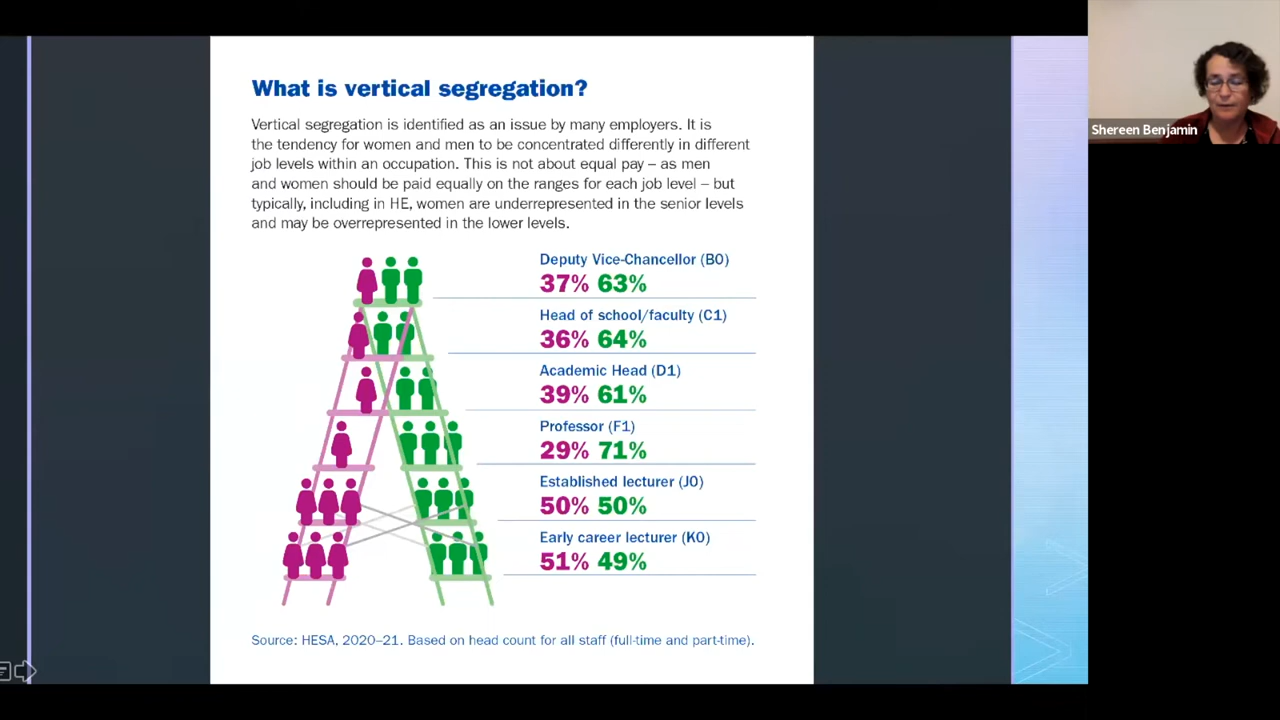 What is vertical segregation?
Vertical segregation is identified as an issue by many employers. It is
the tendency for women and men to be concentrated differently in different
job levels within an occupation. This is not about equal pay – as men
and women should be paid equally on the ranges for each job level – but
typically, including in HE, women are underrepresented in the senior levels
and may be overrepresented in the lower levels.
Deputy Vice-Chancellor (B0)
37% 63%
Head of school/faculty (C1)
36% 64%
Academic Head (D1)
39% 61%
Professor (F1)
29% 71%
Established lecturer (J0)
50% 50%
Early career lecturer (K0)
51% 49%
Source: HESA, 2020–21. Based on head count for all staff (full-time and part-time).
Shereen Benjamin